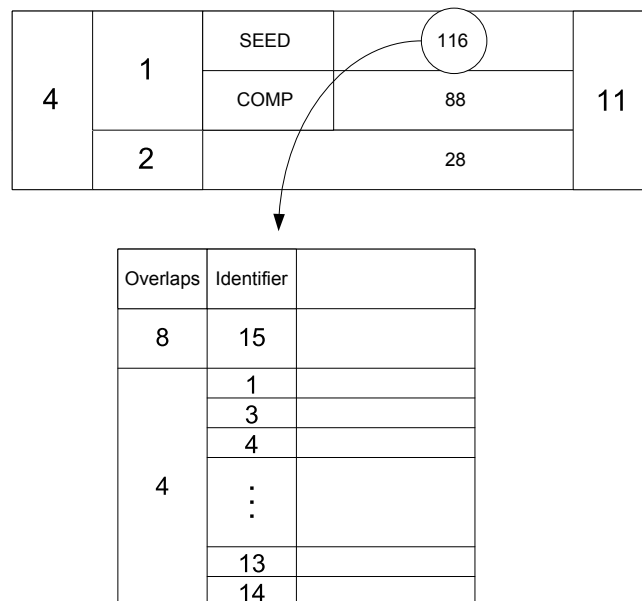 SEED 116
4 1 COMP 88 11
2 28
Overlaps Identifier
8 15
1
3
4
4 ⋮
13
14